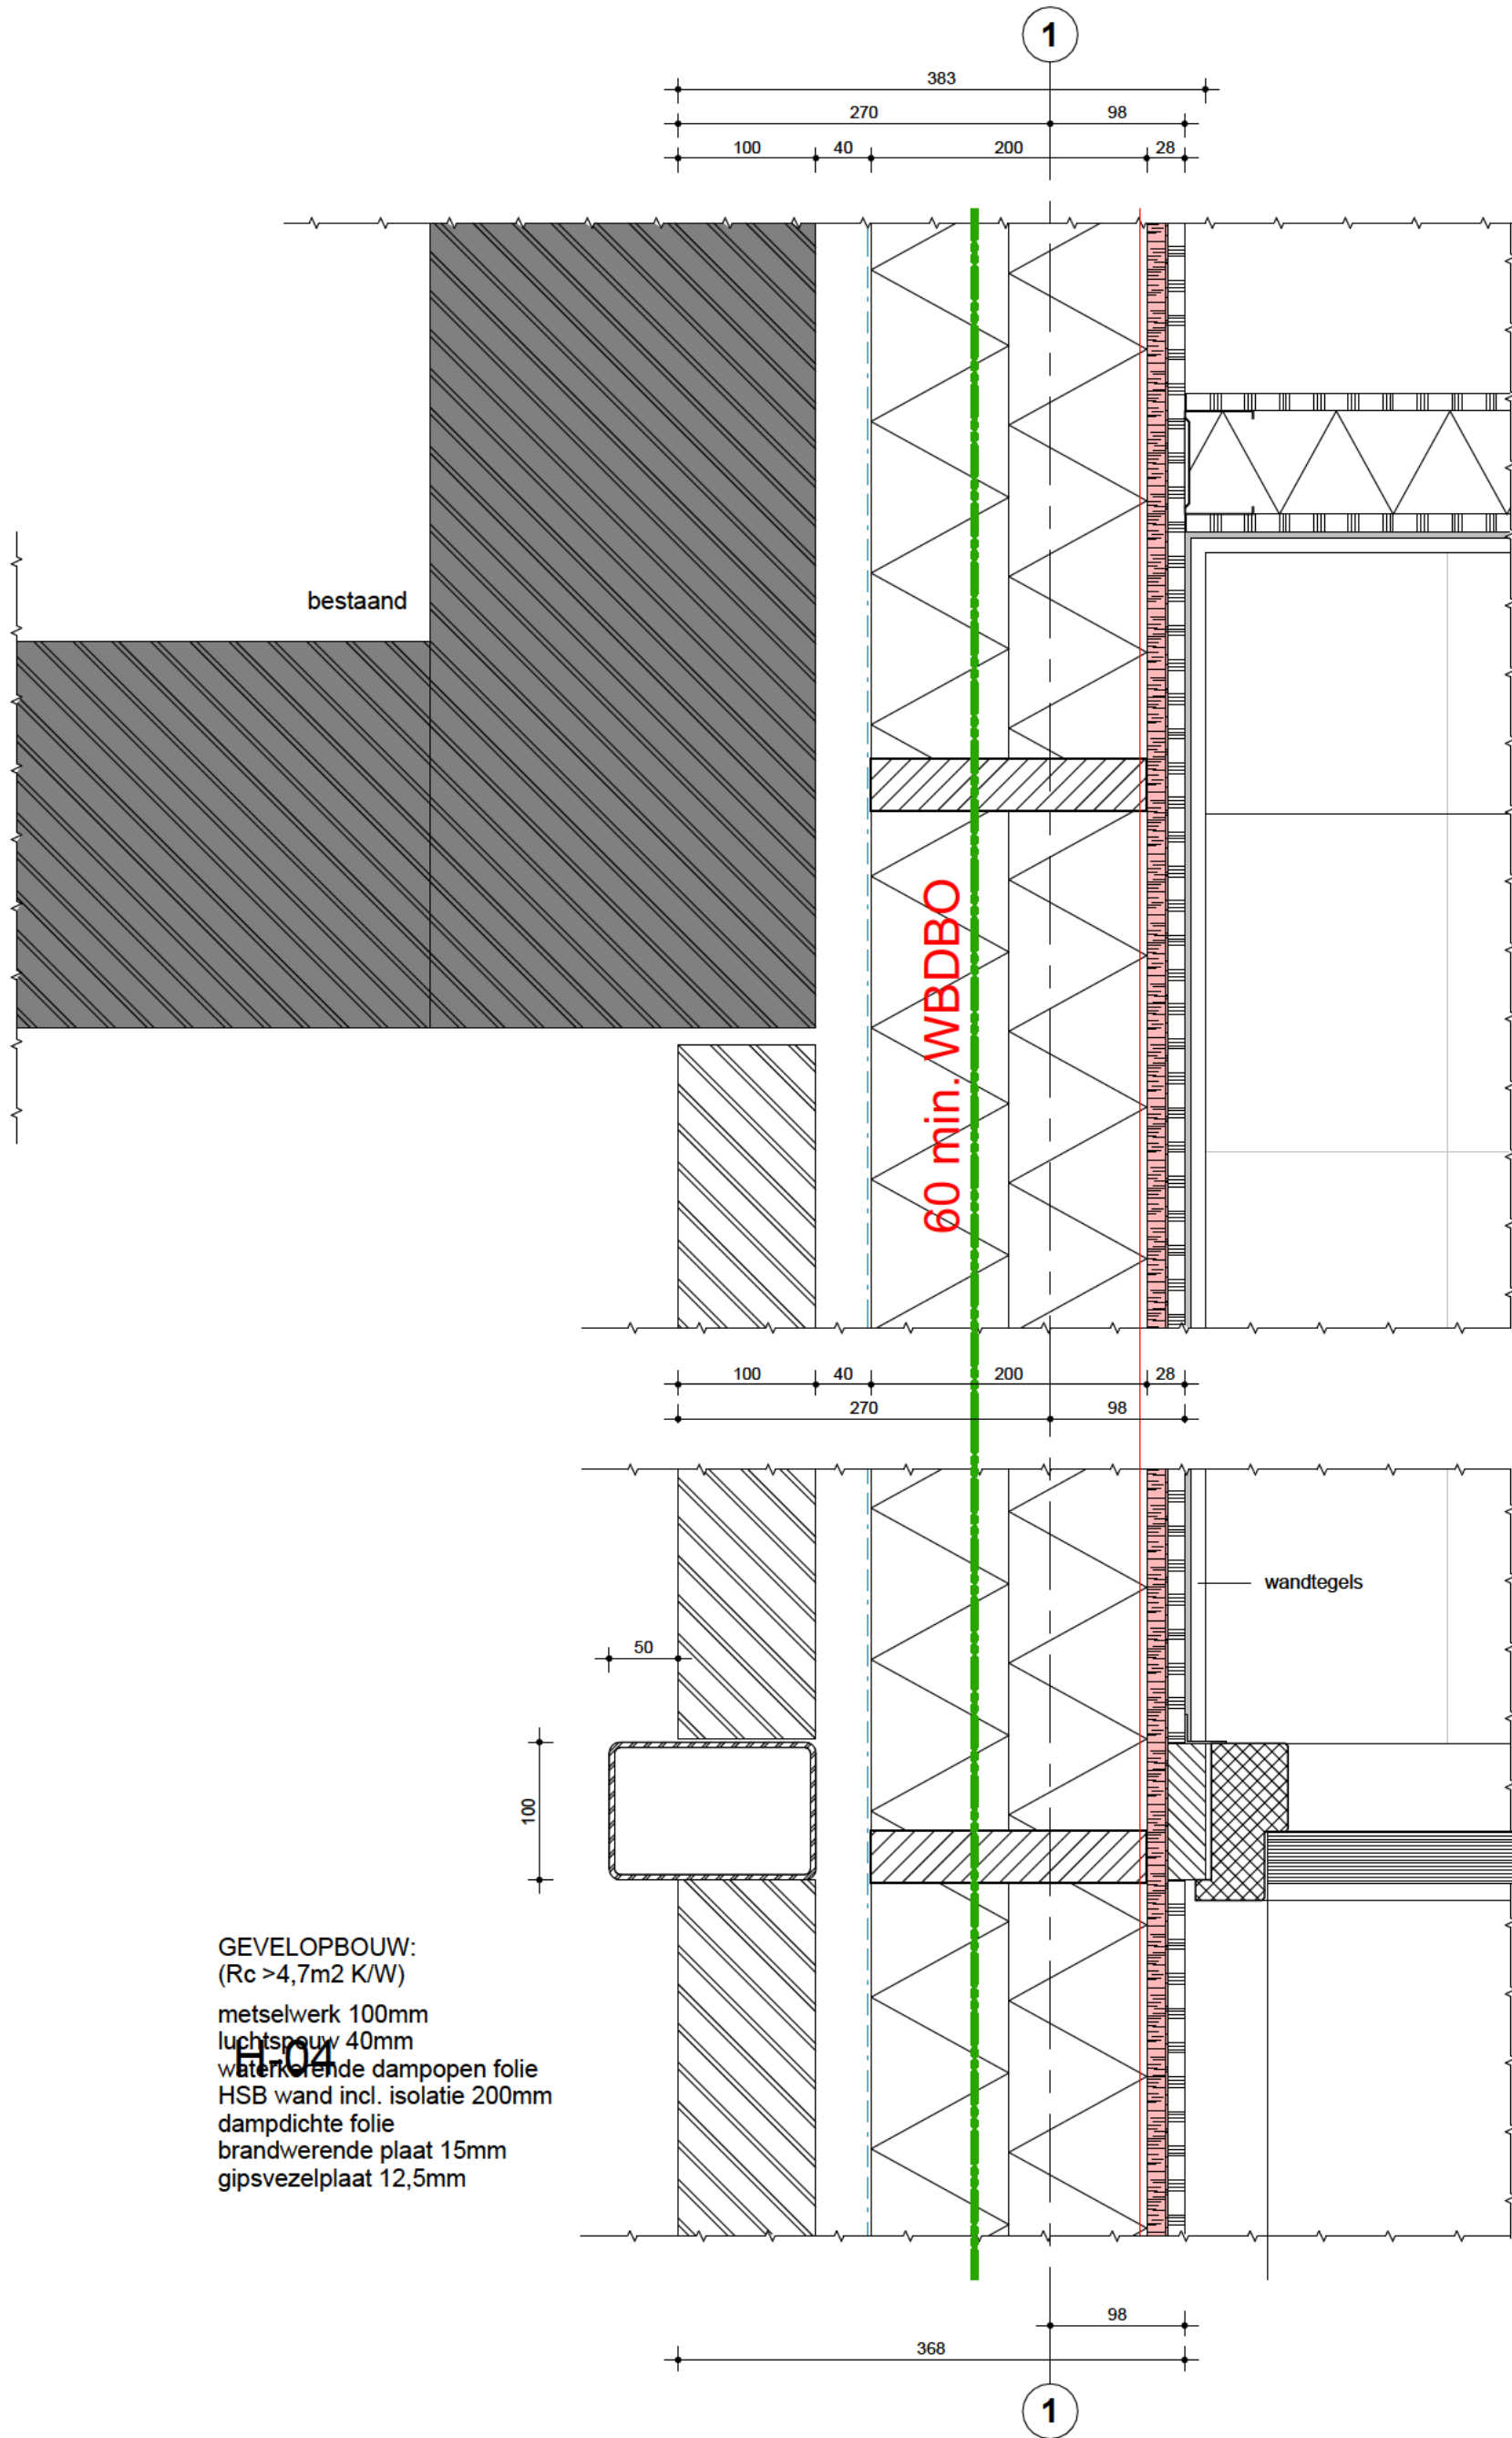 1
383
270 98
100 40 200 28
bestaand
60 min. WBDBO
100 40 200 28
270 98
wandtegels
50
100
GEVELOPBOUW:
(Rc >4,7m2 K/W)
metselwerk 100mm
luchtspouw 40mm
H-04
waterkerende dampopen folie
HSB wand incl. isolatie 200mm
dampdichte folie
brandwerende plaat 15mm
gipsvezelplaat 12,5mm
98
368
1